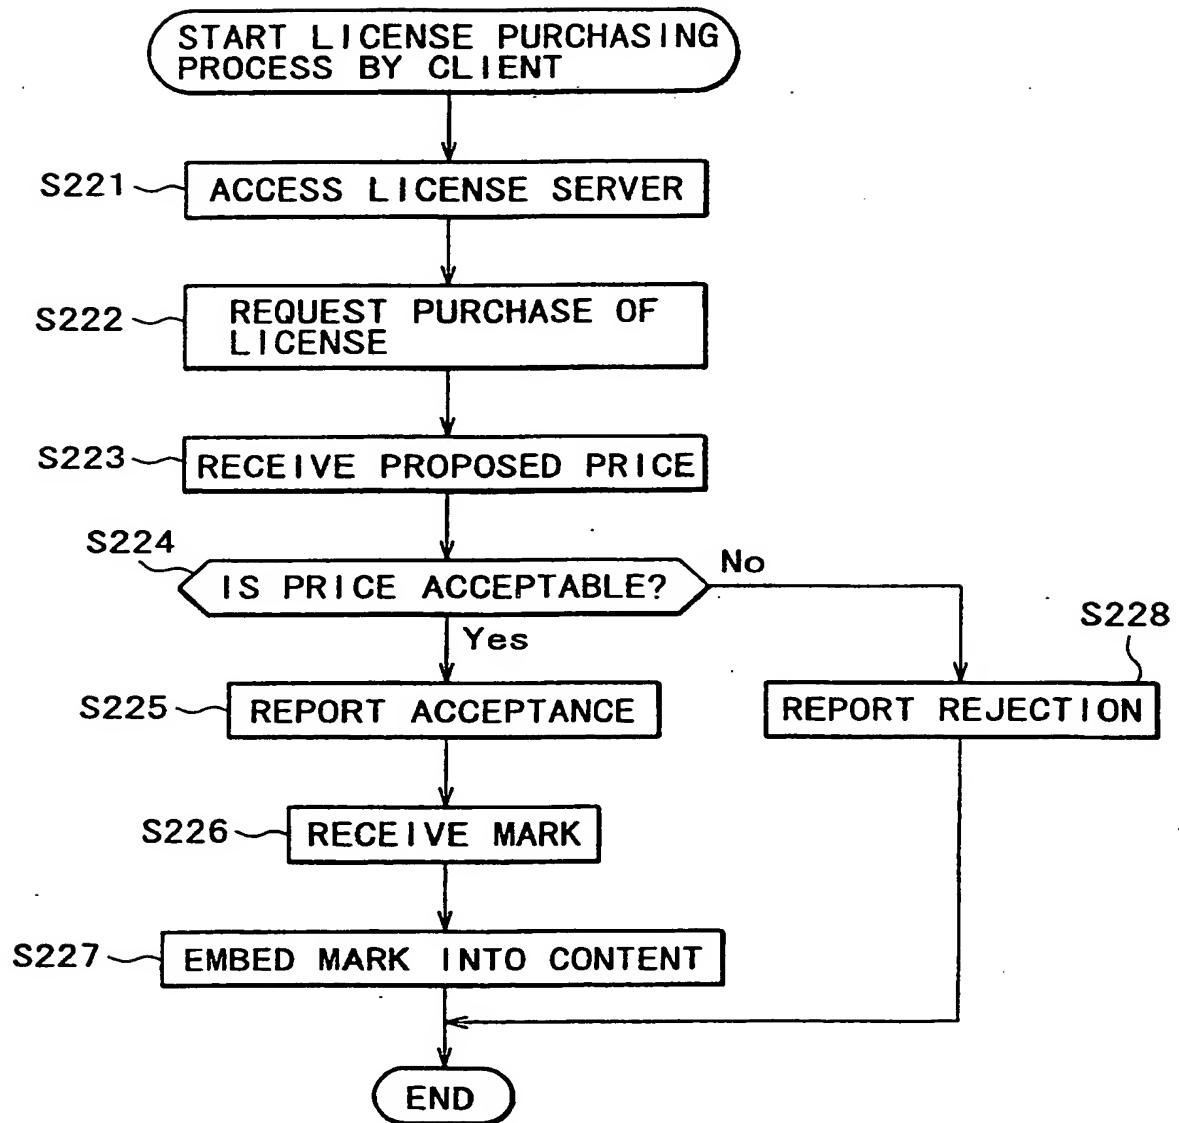 START LICENSE PURCHASING
PROCESS BY CLIENT
S221
ACCESS LICENSE SERVER
S222
REQUEST PURCHASE OF
LICENSE
S223
RECEIVE PROPOSED PRICE
S224
IS PRICE ACCEPTABLE?
No
Yes
S228
S225
REPORT ACCEPTANCE
REPORT REJECTION
S226
RECEIVE MARK
S227
EMBED MARK INTO CONTENT
END